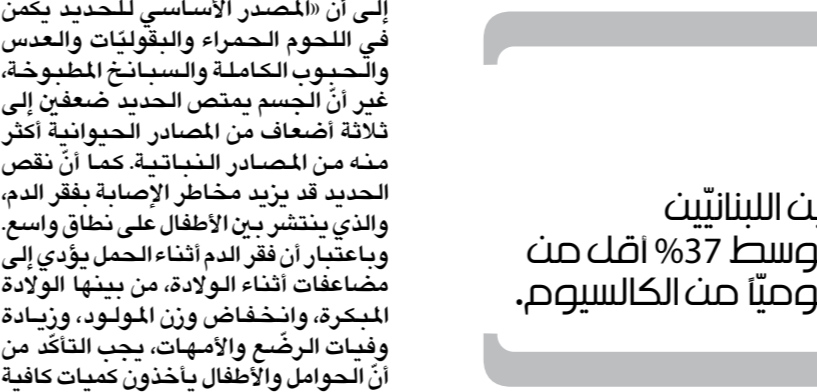 اللبنانيّين
37% أقل من
من الكالسيوم.
إلى أن «المصدر الأساسي للحديد يكمن
في اللحوم الحمراء والبقوليّات والعدس
والحبوب الكاملة والسبانخ المطبوخة،
غير أنّ الجسم يمتص الحديد ضعفين إلى
ثلاثة أضعاف من المصادر الحيوانية أكثر
منه من المصادر النباتية. كما أنّ نقص
الحديد قد يزيد مخاطر الإصابة بفقر الدم،
والذي ينتشر بين الأطفال على نطاق واسع.
وباعتبار أن فقر الدم أثناء الحمل يؤدي إلى
مضاعفات أثناء الولادة، من بينها الولادة
المبكرة، وانخفاض وزن المولود، وزيادة
وفيات الرضّع والأمهات، يجب التأكّد من
أنّ الحوامل والأطفال يأخذون كميات كافية